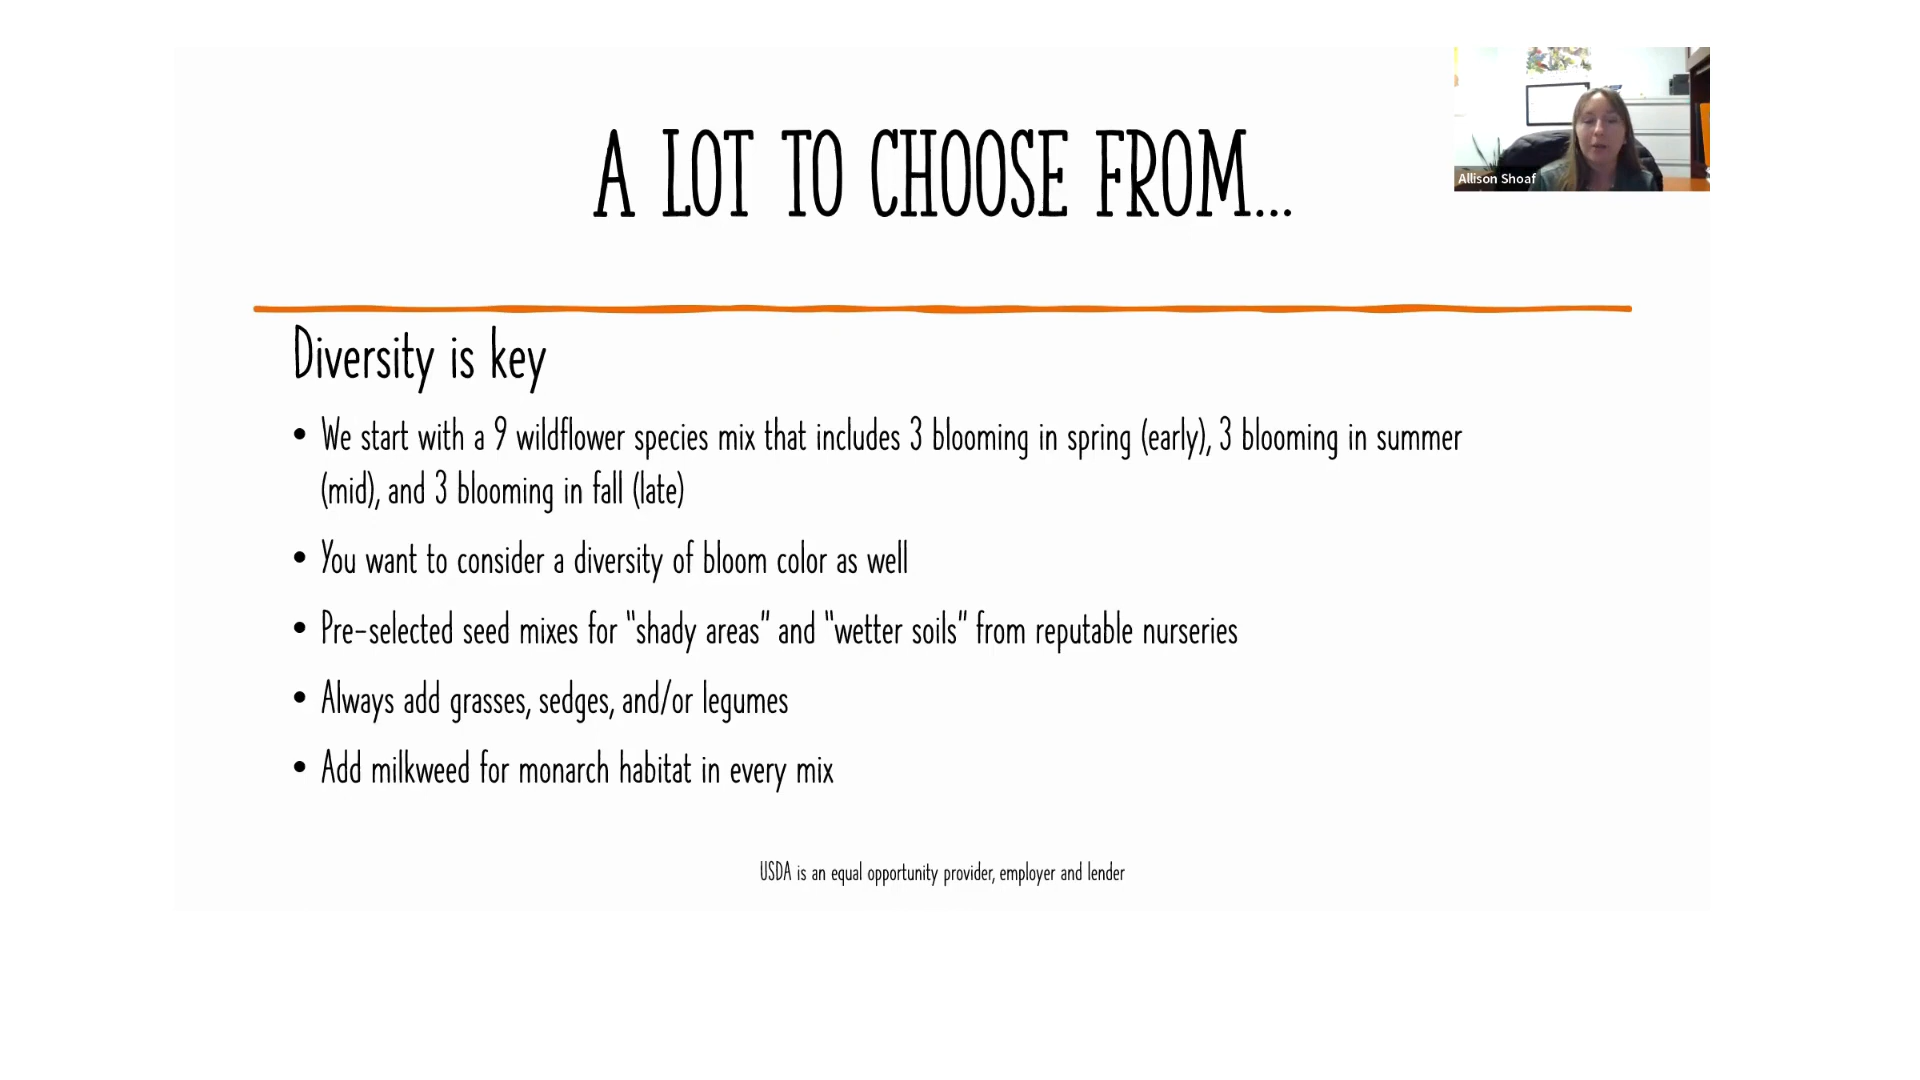 A LOT TO CHOOSE FROM...
Allison Shoaf
Diversity is key
• We start with a 9 wildflower species mix that includes 3 blooming in spring (early), 3 blooming in summer
(mid), and 3 blooming in fall (late)
• You want to consider a diversity of bloom color as well
• Pre-selected seed mixes for “shady areas” and “wetter soils” from reputable nurseries
• Always add grasses, sedges, and/or legumes
• Add milkweed for monarch habitat in every mix
USDA is an equal opportunity provider, employer and lender